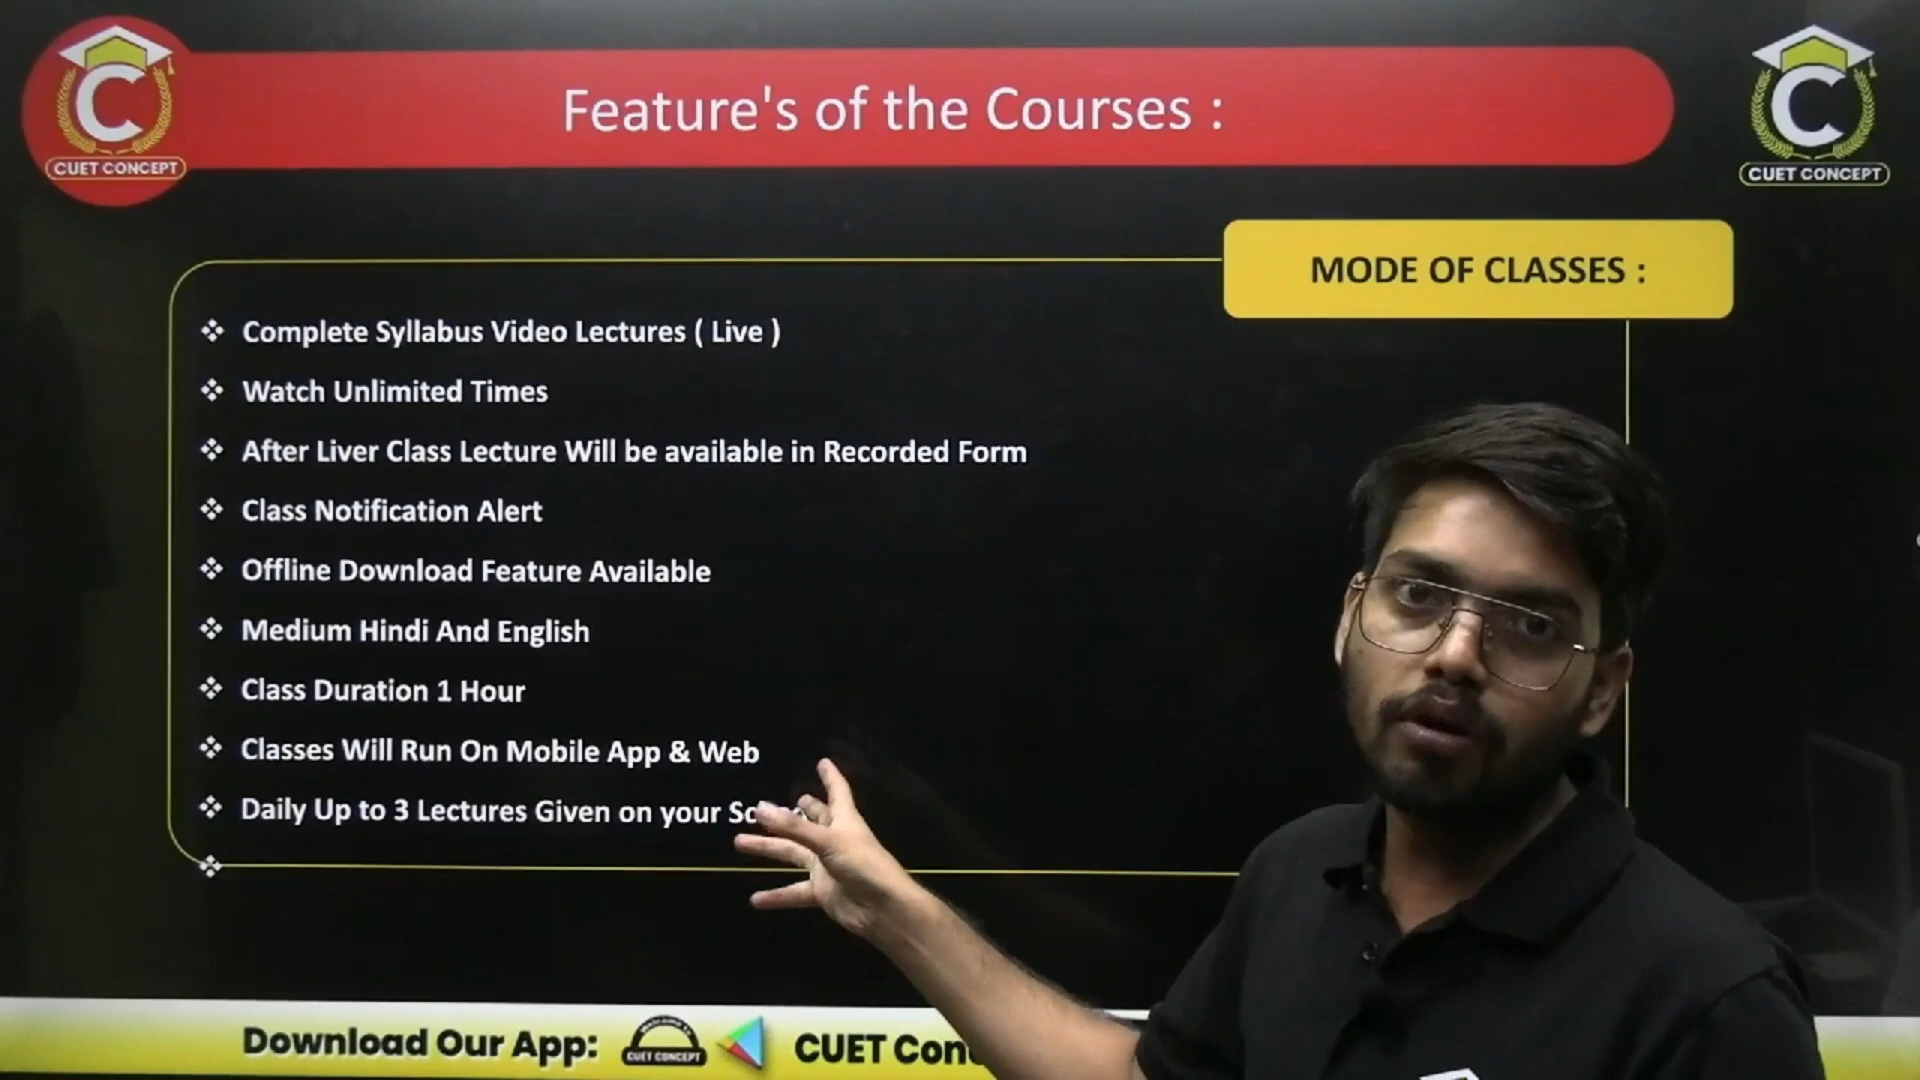 CUET CONCEPT
Feature's of the Courses :
CUET CONCEPT
MODE OF CLASSES :
Complete Syllabus Video Lectures ( Live )
Watch Unlimited Times
After Liver Class Lecture Will be available in Recorded Form
Class Notification Alert
Offline Download Feature Available
Medium Hindi And English
Class Duration 1 Hour
Classes Will Run On Mobile App & Web
Daily Up to 3 Lectures Given on your
Download Our App:
Welcome to
CUET CONCEPT
CUET